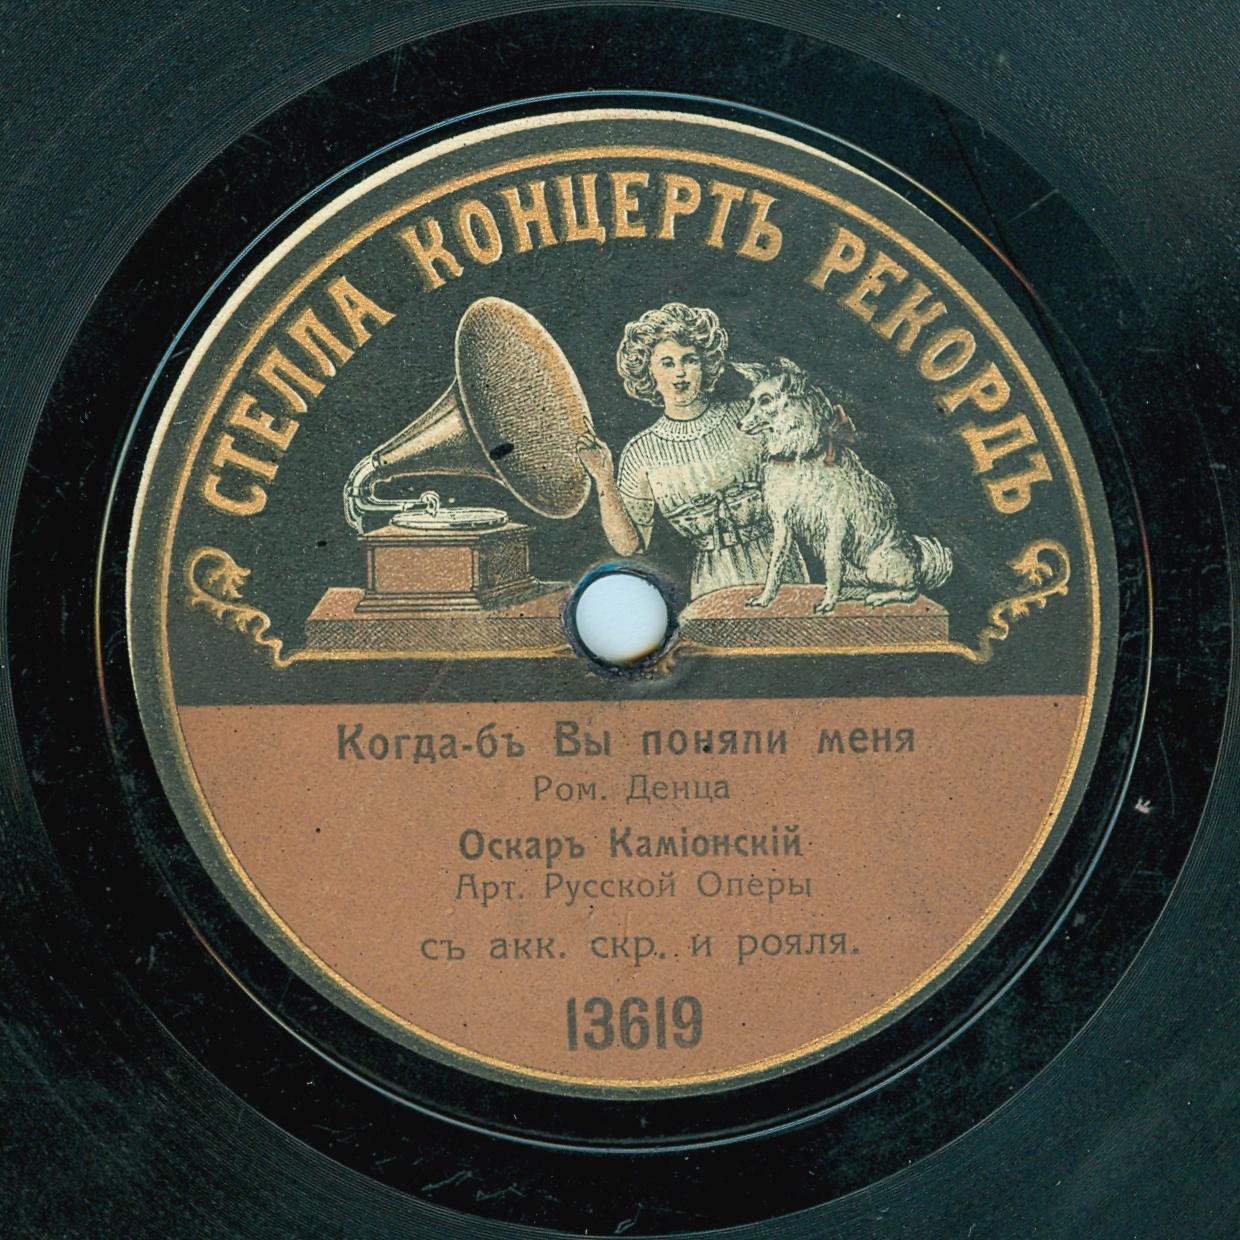 СТЕЛЛА КОНЦЕРТЪ РЕКОРДЪ
Когда-бъ Вы поняли меня
Ром. Денца
Оскаръ Камiонскiй
Арт. Русской Оперы
съ акк. скр. и рояля.
13619